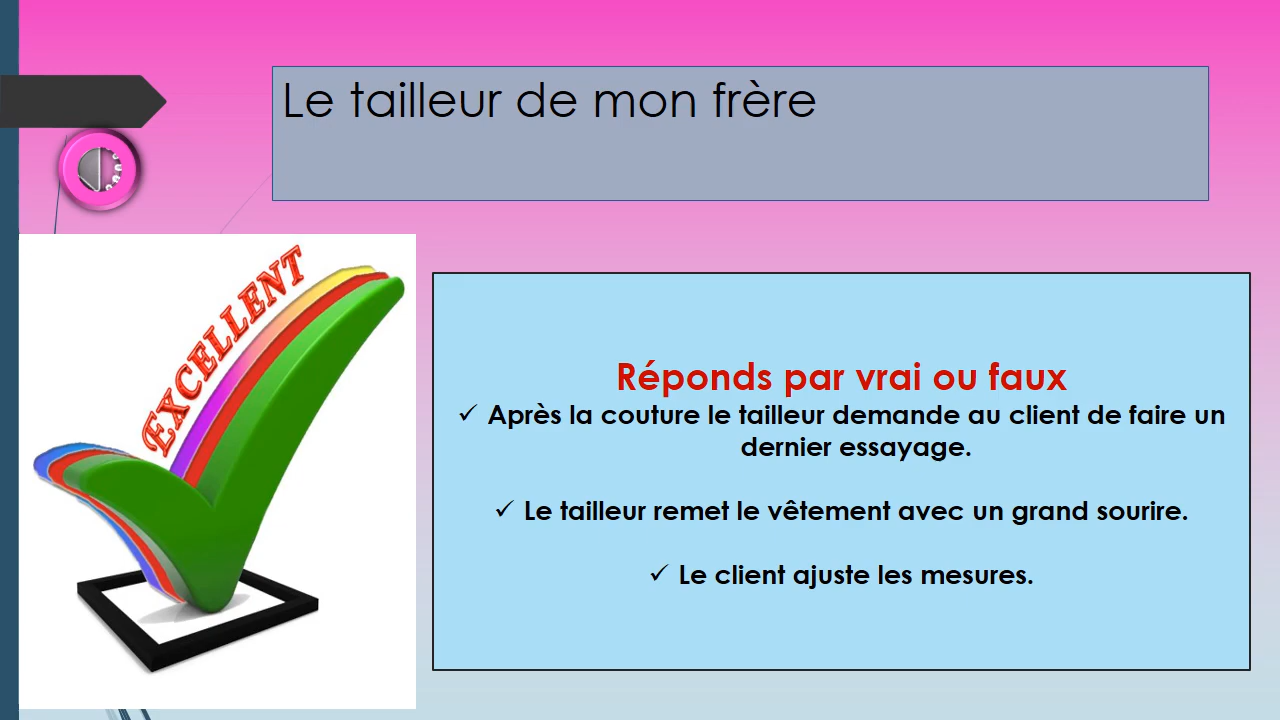 Le tailleur de mon frère
EXCELLENT
Réponds par vrai ou faux
✓ Après la couture le tailleur demande au client de faire un
dernier essayage.
✓ Le tailleur remet le vêtement avec un grand sourire.
✓ Le client ajuste les mesures.